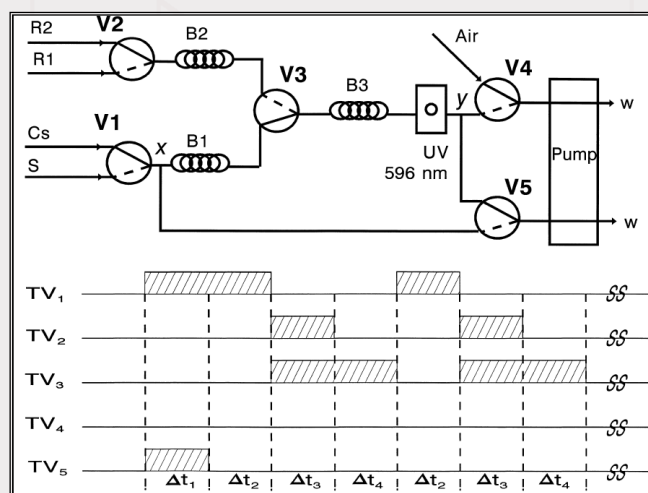 R2
V2
R1
B2
Air
V4
V3
B3
y
w
Cs
V1
x
B1
S
UV
596 nm
Pump
V5
w
TV₁
SS
TV₂
SS
TV₃
SS
TV₄
SS
TV₅
SS
Δt₁ Δt₂ Δt₃ Δt₄ Δt₂ Δt₃ Δt₄